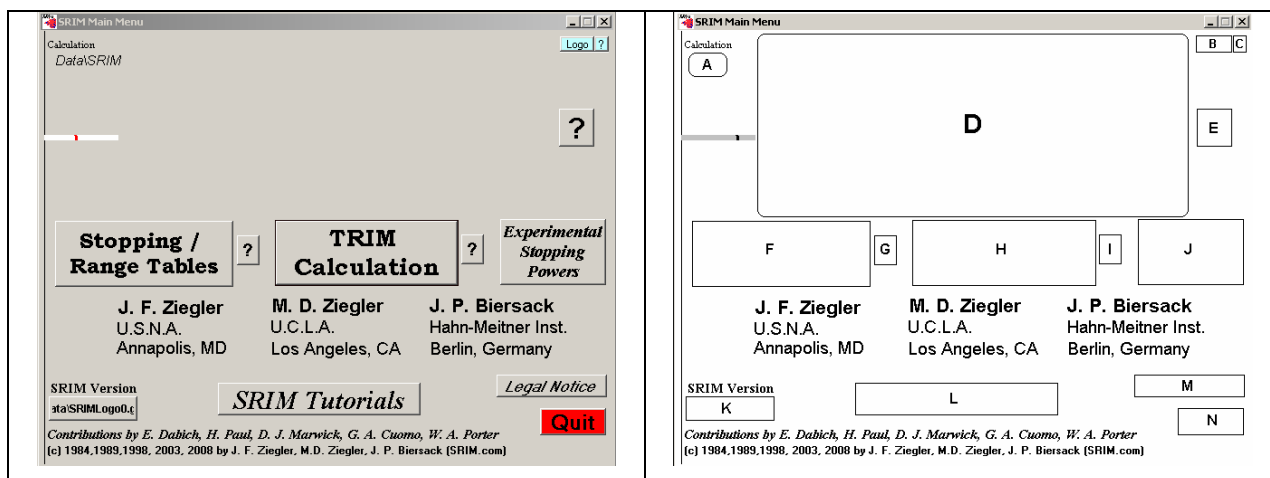 SRIM Main Menu
Calculation
Data\SRIM
Logo ?
?
Stopping /
Range Tables
?
TRIM
Calculation
?
Experimental
Stopping
Powers
J. F. Ziegler
U.S.N.A.
Annapolis, MD
M. D. Ziegler
U.C.L.A.
Los Angeles, CA
J. P. Biersack
Hahn-Meitner Inst.
Berlin, Germany
SRIM Version
ata\SRIMLogo0.g
SRIM Tutorials
Legal Notice
Quit
Contributions by E. Dabich, H. Paul, D. J. Marwick, G. A. Cuomo, W. A. Porter
(c) 1984,1989,1998, 2003, 2008 by J. F. Ziegler, M.D. Ziegler, J. P. Biersack (SRIM.com)
SRIM Main Menu
Calculation
A
B C
D
E
F
G
H
I
J
J. F. Ziegler
U.S.N.A.
Annapolis, MD
M. D. Ziegler
U.C.L.A.
Los Angeles, CA
J. P. Biersack
Hahn-Meitner Inst.
Berlin, Germany
SRIM Version
K
L
M
N
Contributions by E. Dabich, H. Paul, D. J. Marwick, G. A. Cuomo, W. A. Porter
(c) 1984,1989,1998, 2003, 2008 by J. F. Ziegler, M.D. Ziegler, J. P. Biersack (SRIM.com)